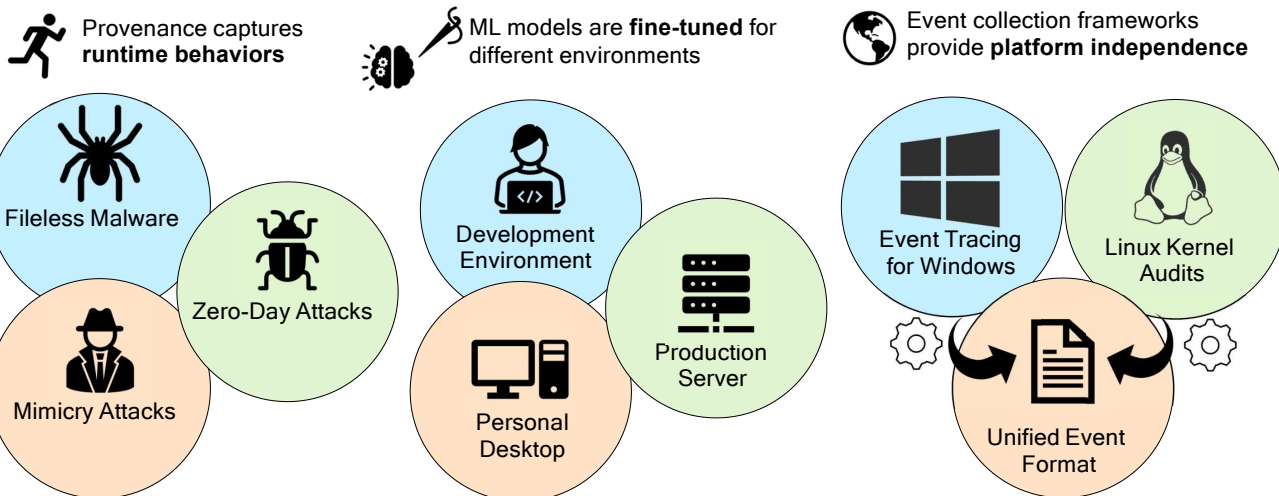 Provenance captures
runtime behaviors
ML models are fine-tuned for
different environments
Event collection frameworks
provide platform independence
Fileless Malware
Zero-Day Attacks
Mimicry Attacks
</>
Development
Environment
Production
Server
Personal
Desktop
Event Tracing
for Windows
Linux Kernel
Audits
Unified Event
Format